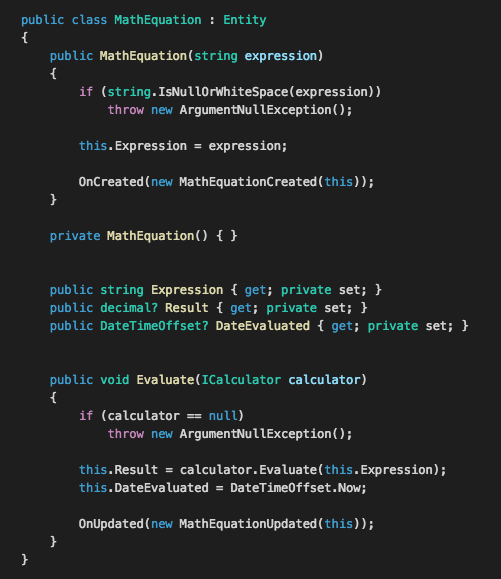 public class MathEquation : Entity
{
    public MathEquation(string expression)
    {
        if (string.IsNullOrWhiteSpace(expression))
            throw new ArgumentNullException();

        this.Expression = expression;

        OnCreated(new MathEquationCreated(this));
    }

    private MathEquation() { }


    public string Expression { get; private set; }
    public decimal? Result { get; private set; }
    public DateTimeOffset? DateEvaluated { get; private set; }


    public void Evaluate(ICalculator calculator)
    {
        if (calculator == null)
            throw new ArgumentNullException();

        this.Result = calculator.Evaluate(this.Expression);
        this.DateEvaluated = DateTimeOffset.Now;

        OnUpdated(new MathEquationUpdated(this));
    }
}